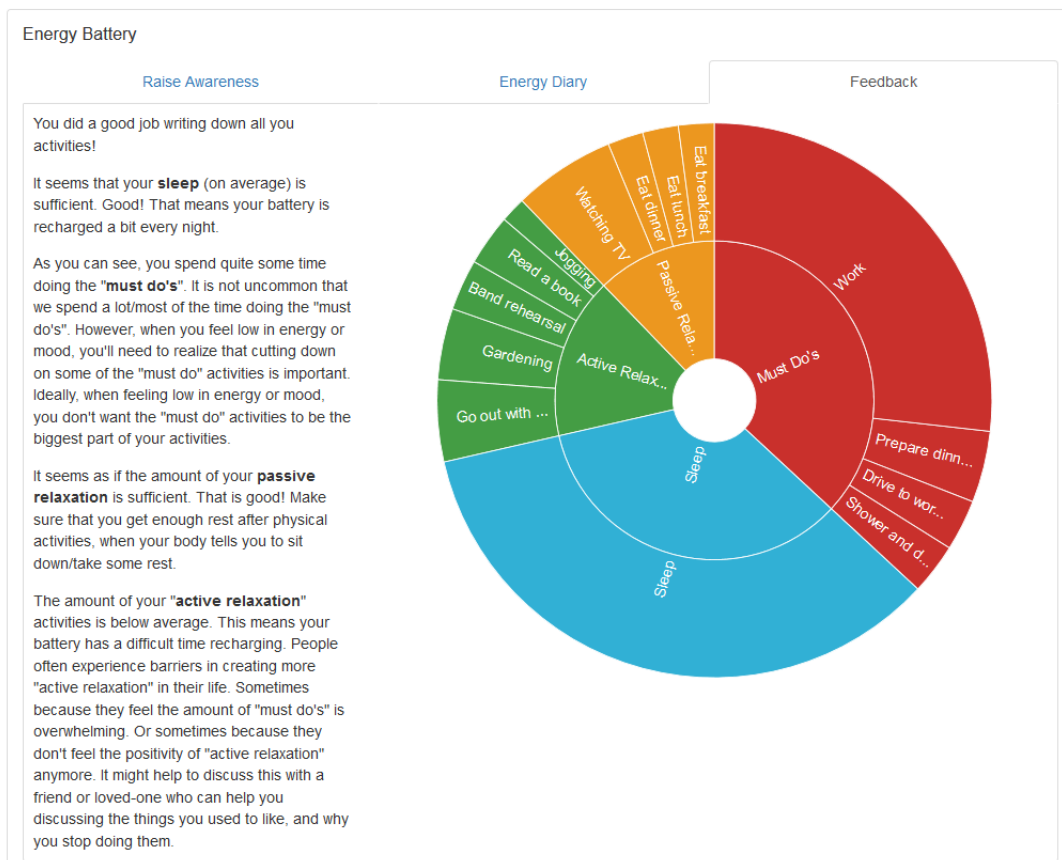 Energy Battery
Raise Awareness
Energy Diary
Feedback
You did a good job writing down all you
activities!
It seems that your sleep (on average) is
sufficient. Good! That means your battery is
recharged a bit every night.
As you can see, you spend quite some time
doing the "must do's". It is not uncommon that
we spend a lot/most of the time doing the "must
do's". However, when you feel low in energy or
mood, you'll need to realize that cutting down
on some of the "must do" activities is important.
Ideally, when feeling low in energy or mood,
you don't want the "must do" activities to be the
biggest part of your activities.
It seems as if the amount of your passive
relaxation is sufficient. That is good! Make
sure that you get enough rest after physical
activities, when your body tells you to sit
down/take some rest.
The amount of your "active relaxation"
activities is below average. This means your
battery has a difficult time recharging. People
often experience barriers in creating more
"active relaxation" in their life. Sometimes
because they feel the amount of "must do's" is
overwhelming. Or sometimes because they
don't feel the positivity of "active relaxation"
anymore. It might help to discuss this with a
friend or loved-one who can help you
discussing the things you used to like, and why
you stop doing them.
Work
Must Do's
Prepare dinn...
Drive to wor...
Shower and d...
Sleep
Sleep
Active Relax...
Go out with ...
Gardening
Band rehearsal
Read a book
Jogging
Passive Rela...
Watching TV
Eat dinner
Eat lunch
Eat breakfast